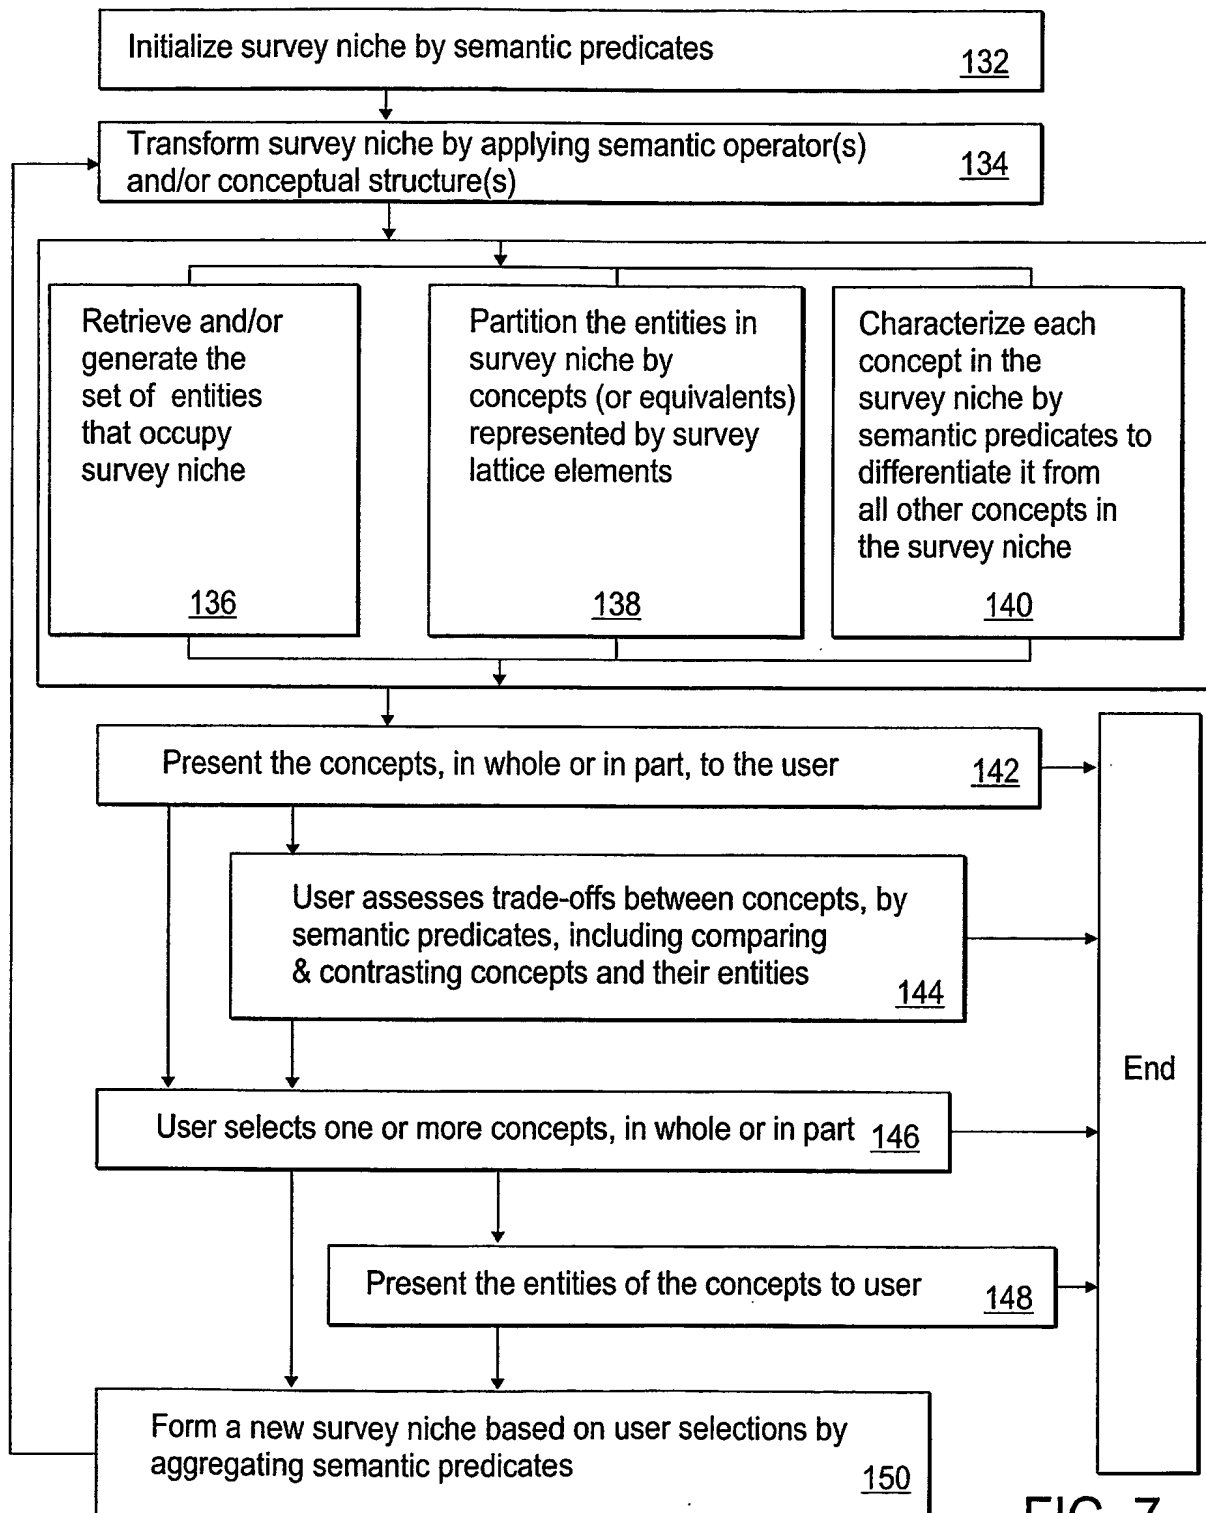 Initialize survey niche by semantic predicates
132
Transform survey niche by applying semantic operator(s)
and/or conceptual structure(s)
134
Retrieve and/or
generate the
set of entities
that occupy
survey niche
136
Partition the entities in
survey niche by
concepts (or equivalents)
represented by survey
lattice elements
138
Characterize each
concept in the
survey niche by
semantic predicates to
differentiate it from
all other concepts in
the survey niche
140
Present the concepts, in whole or in part, to the user
142
User assesses trade-offs between concepts, by
semantic predicates, including comparing
& contrasting concepts and their entities
144
End
User selects one or more concepts, in whole or in part
146
Present the entities of the concepts to user
148
Form a new survey niche based on user selections by
aggregating semantic predicates
150
FIG. 7